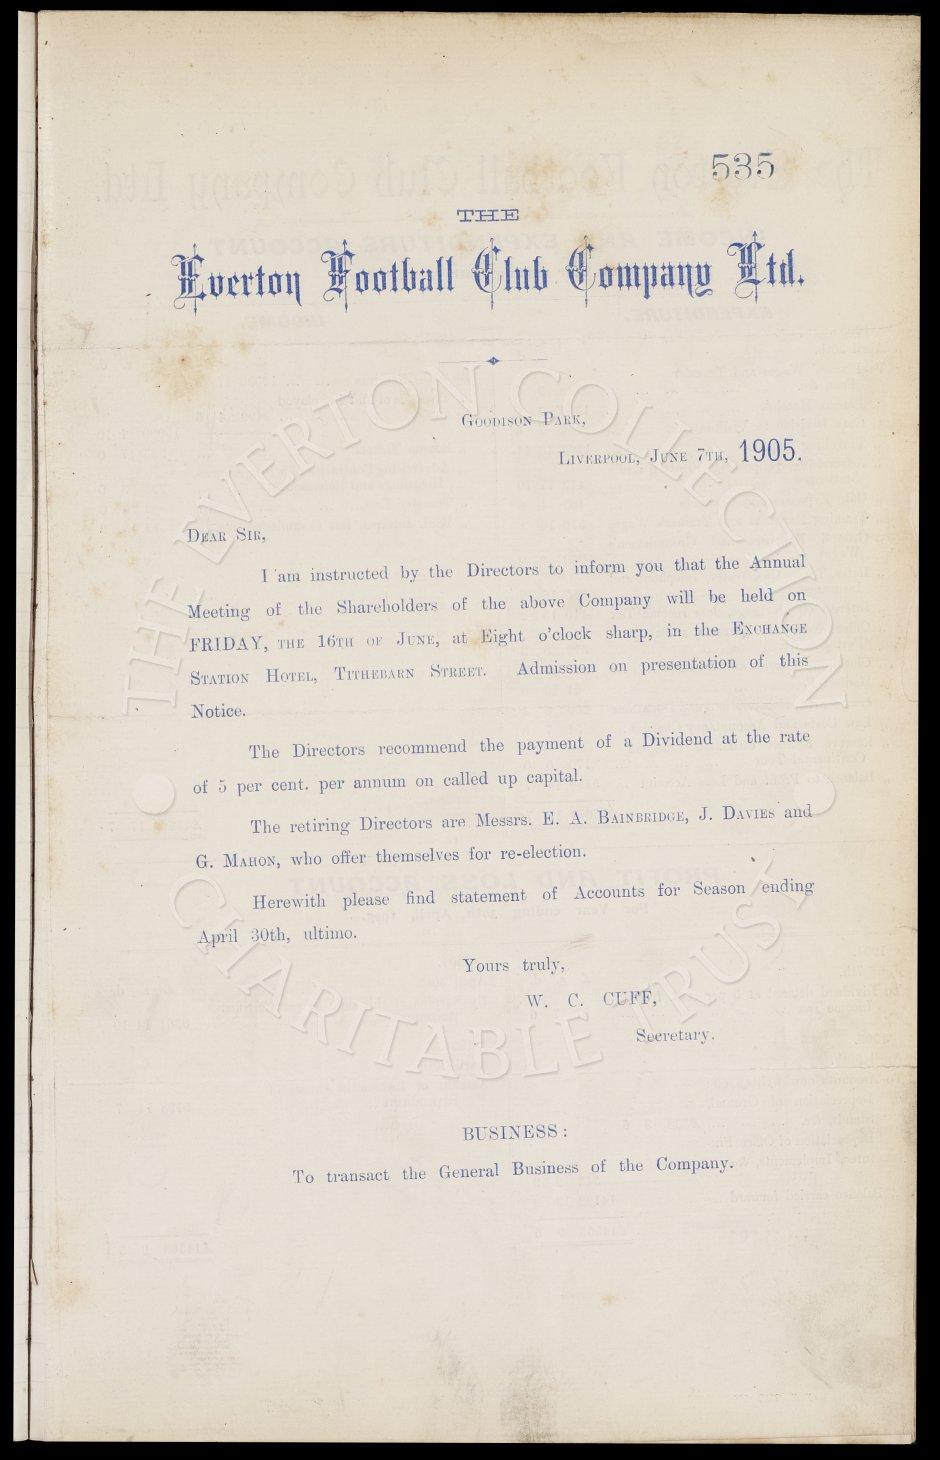 535
THE
Everton Football Club Company Ltd.
GOODISON PARK,
LIVERPOOL, JUNE 7TH, 1905.
DEAR SIR,
I am instructed by the Directors to inform you that the Annual
Meeting of the Shareholders of the above Company will be held on
FRIDAY, THE 16TH OF JUNE, at Eight o'clock sharp, in the EXCHANGE
STATION HOTEL, TITHEBARN STREET. Admission on presentation of this
Notice.
The Directors recommend the payment of a Dividend at the rate
of 5 per cent. per annum on called up capital.
The retiring Directors are Messrs. E. A. BAINBRIDGE, J. DAVIES and
G. MAHON, who offer themselves for re-election.
Herewith please find statement of Accounts for Season ending
April 30th, ultimo.
Yours truly,
W. C. CUFF,
Secretary.
BUSINESS:
To transact the General Business of the Company.
THE EVERTON COLLECTION
CHARITABLE TRUST